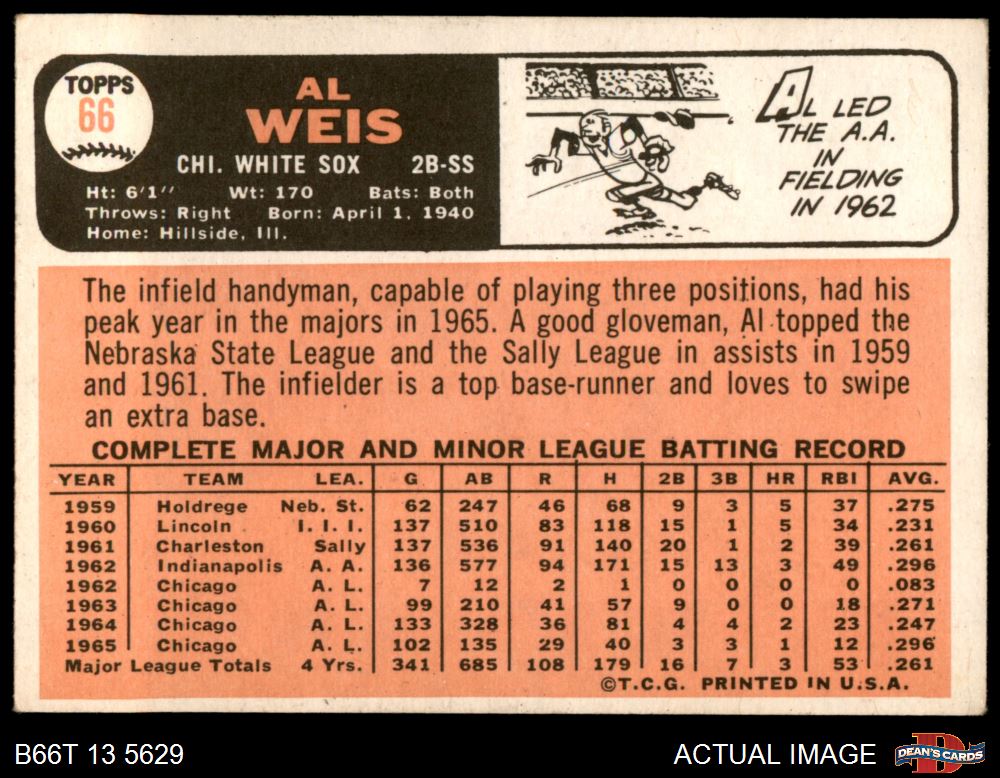 TOPPS
66
AL
WEIS
CHI. WHITE SOX 2B-SS
Ht: 6'1" Wt: 170 Bats: Both
Throws: Right Born: April 1, 1940
Home: Hillside, Ill.
AL LED
THE A.A.
IN
FIELDING
IN 1962
The infield handyman, capable of playing three positions, had his
peak year in the majors in 1965. A good gloveman, Al topped the
Nebraska State League and the Sally League in assists in 1959
and 1961. The infielder is a top base-runner and loves to swipe
an extra base.
COMPLETE MAJOR AND MINOR LEAGUE BATTING RECORD
YEAR TEAM LEA. G AB R H 2B 3B HR RBI AVG.
1959 Holdrege Neb. St. 62 247 46 68 9 3 5 37 .275
1960 Lincoln I. I. I. 137 510 83 118 15 1 5 34 .231
1961 Charleston Sally 137 536 91 140 20 1 2 39 .261
1962 Indianapolis A. A. 136 577 94 171 15 13 3 49 .296
1962 Chicago A. L. 7 12 2 1 0 0 0 0 .083
1963 Chicago A. L. 99 210 41 57 9 0 0 18 .271
1964 Chicago A. L. 133 328 36 81 4 4 2 23 .247
1965 Chicago A. L. 102 135 29 40 3 3 1 12 .296
Major League Totals 4 Yrs. 341 685 108 179 16 7 3 53 .261
©T.C.G. PRINTED IN U.S.A.
B66T 13 5629 ACTUAL IMAGE
D
DEAN'S CARDS